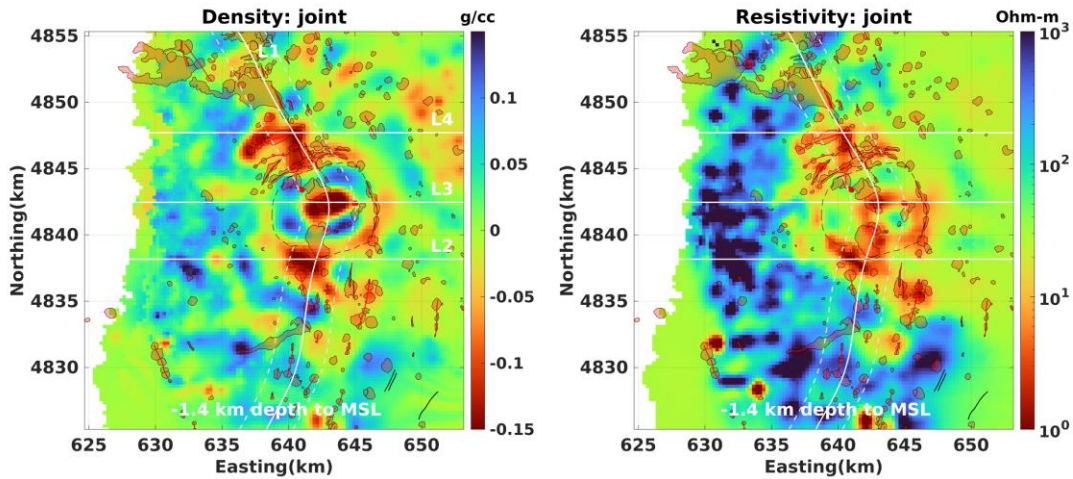 Density: joint
g/cc
4855
4850
4845
4840
4835
4830
Northing(km)
L1
L4
L3
L2
-1.4 km depth to MSL
625 630 635 640 645 650
Easting(km)
0.1
0.05
0
-0.05
-0.1
-0.15
Resistivity: joint
Ohm-m
10³
4855
4850
4845
4840
4835
4830
Northing(km)
L4
L3
L2
-1.4 km depth to MSL
625 630 635 640 645 650
Easting(km)
10²
10¹
10⁰